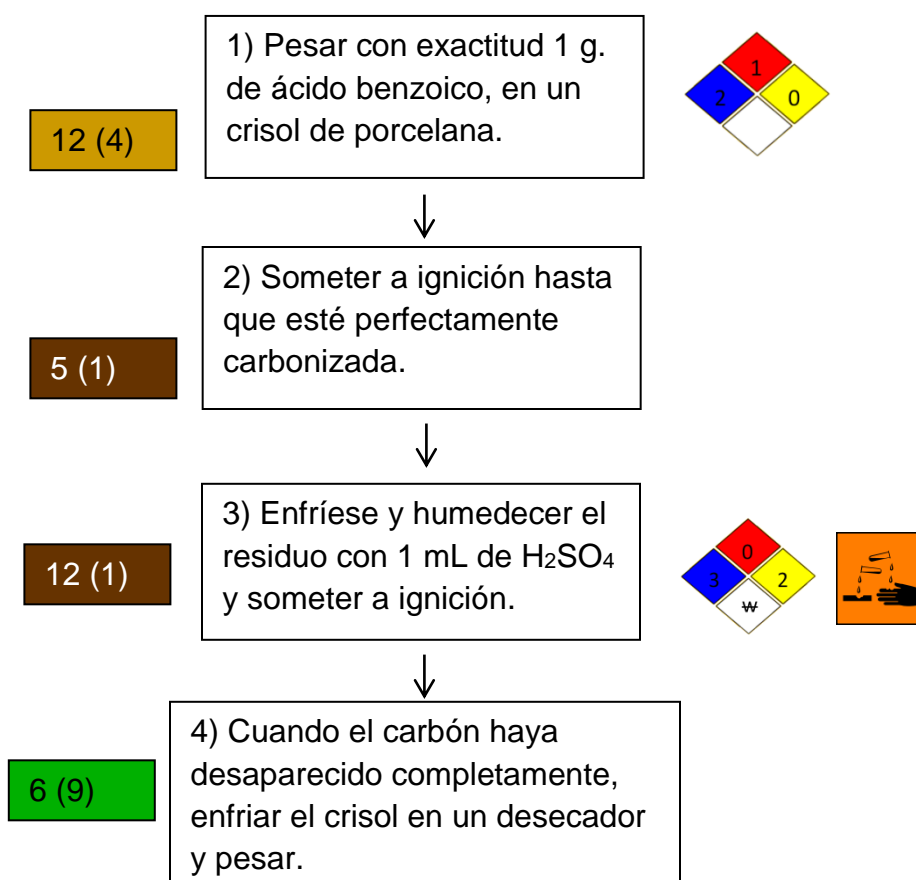 1) Pesar con exactitud 1 g.
de ácido benzoico, en un
crisol de porcelana.
12 (4)
1
2
0
2) Someter a ignición hasta
que esté perfectamente
carbonizada.
5 (1)
3) Enfríese y humedecer el
residuo con 1 mL de H₂SO₄
y someter a ignición.
12 (1)
0
3
2
W
4) Cuando el carbón haya
desaparecido completamente,
enfriar el crisol en un desecador
y pesar.
6 (9)